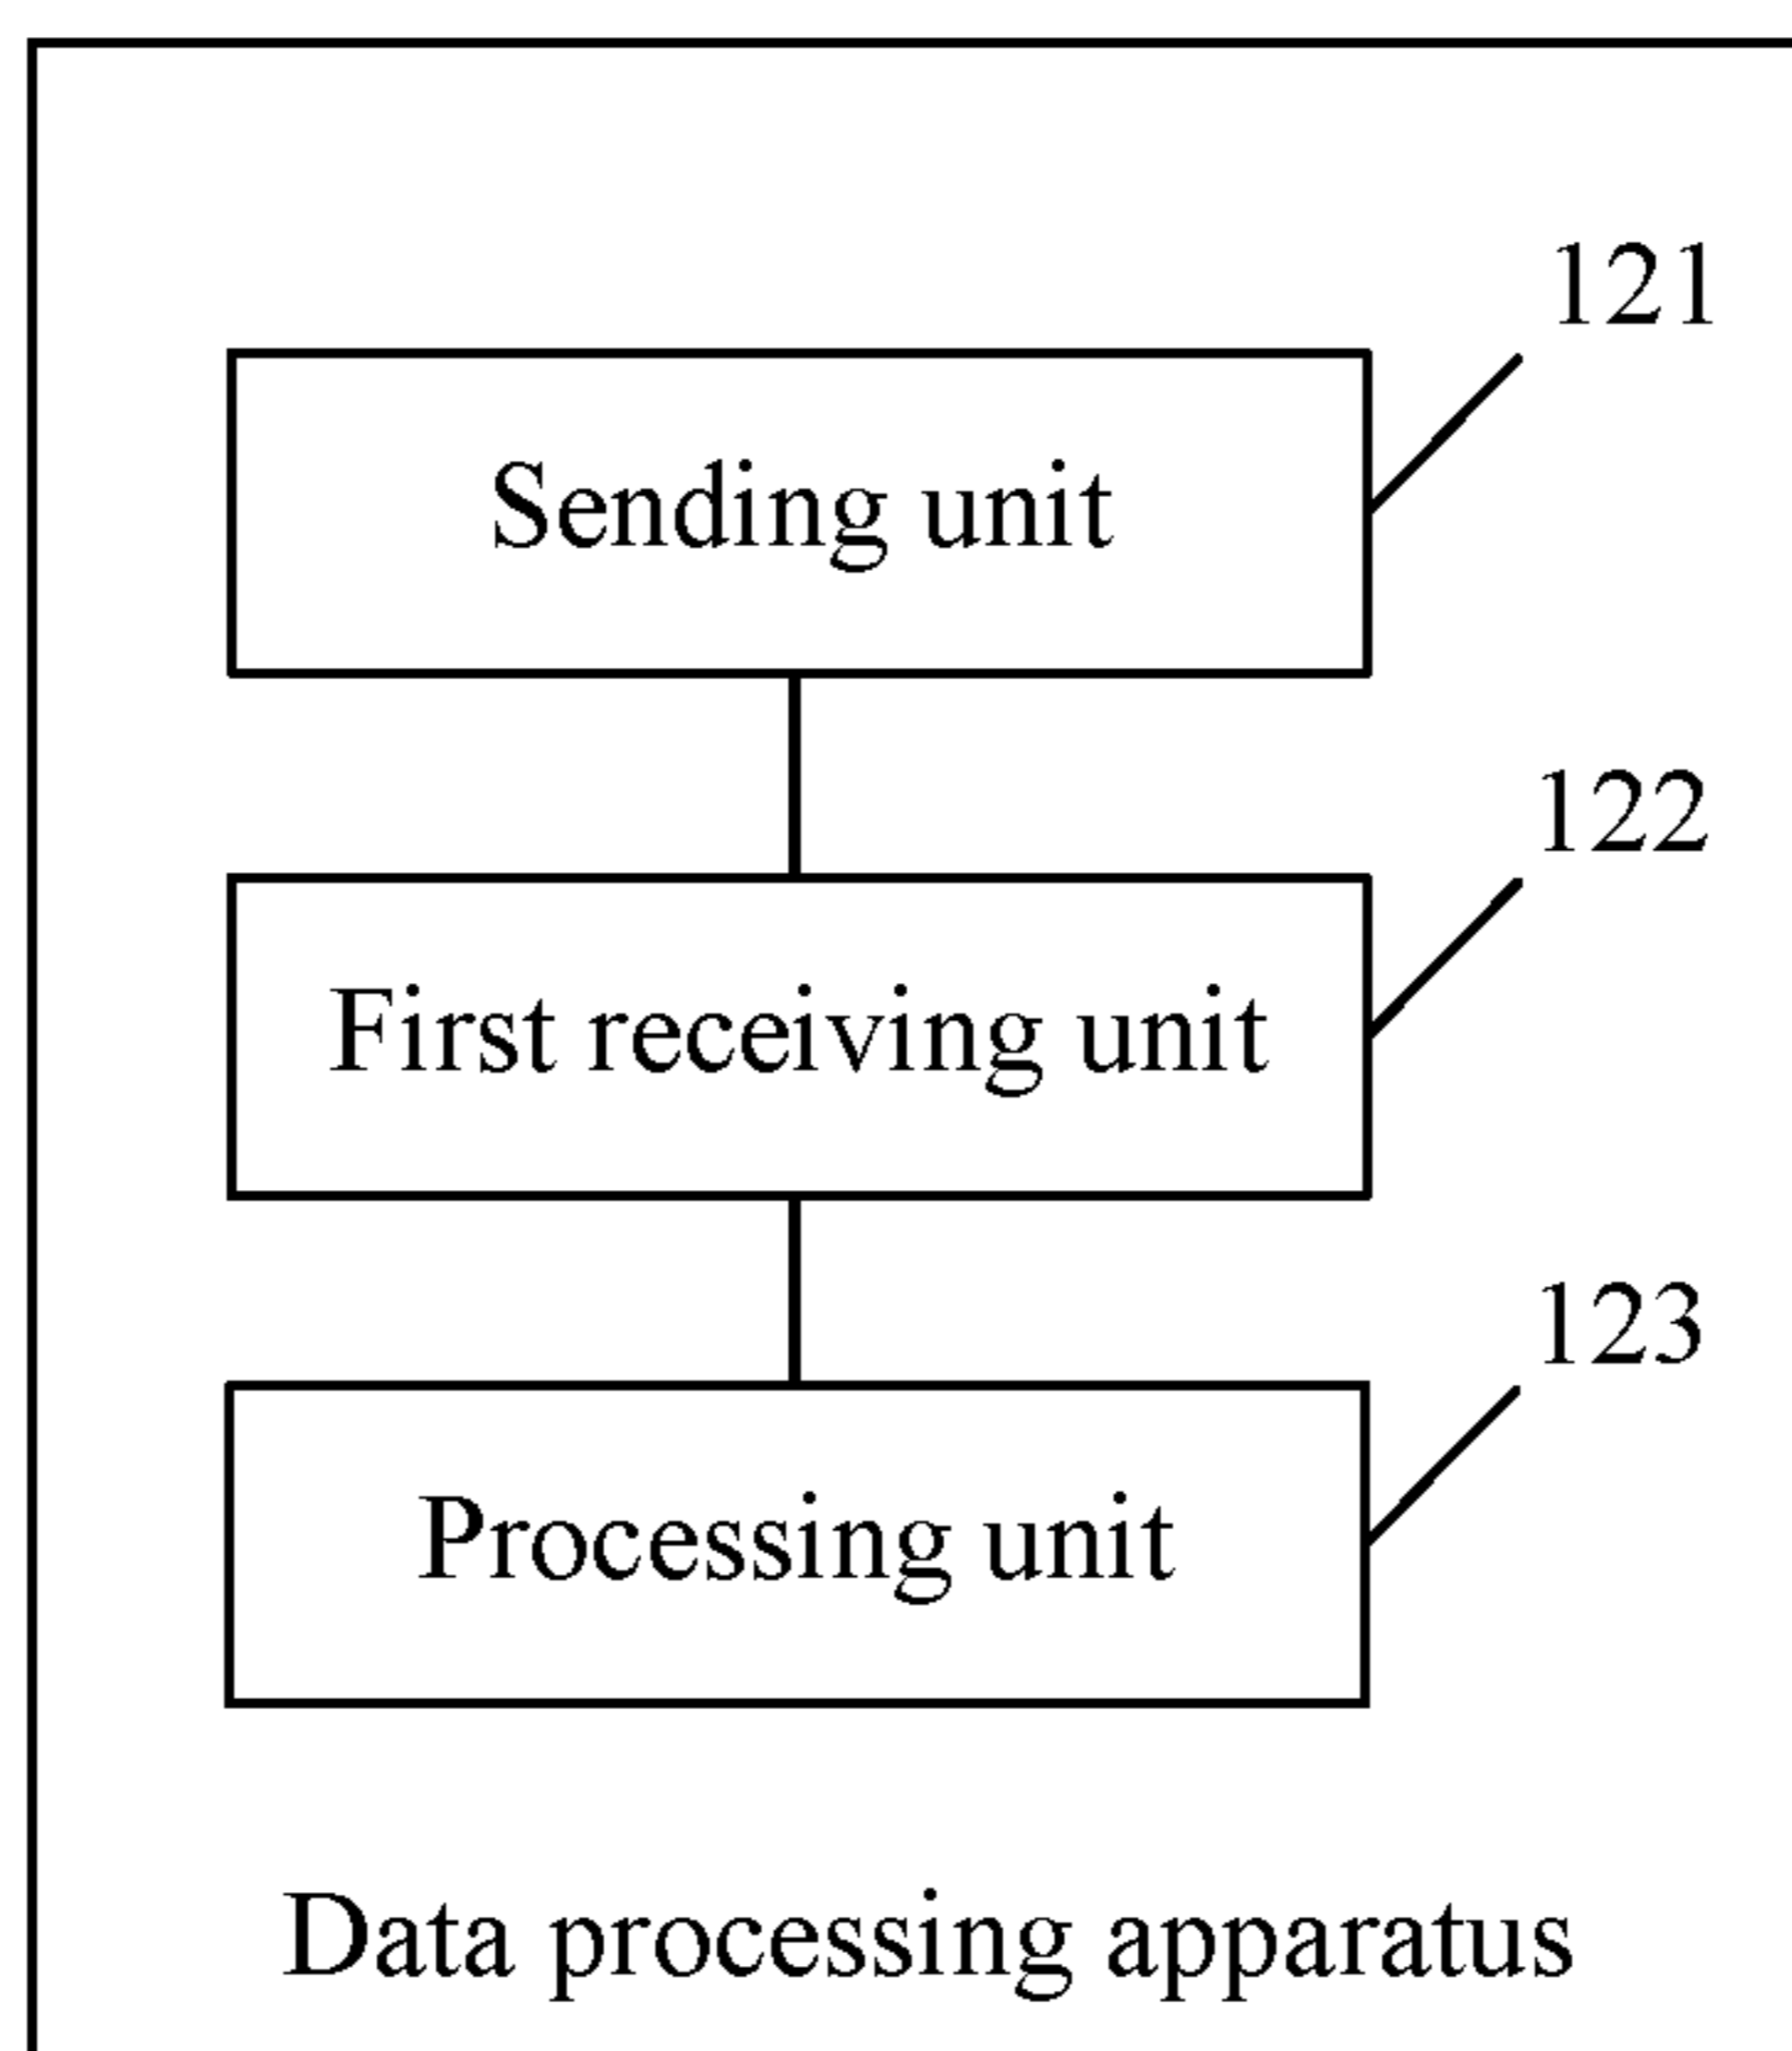 121
Sending unit
122
First receiving unit
123
Processing unit
Data processing apparatus